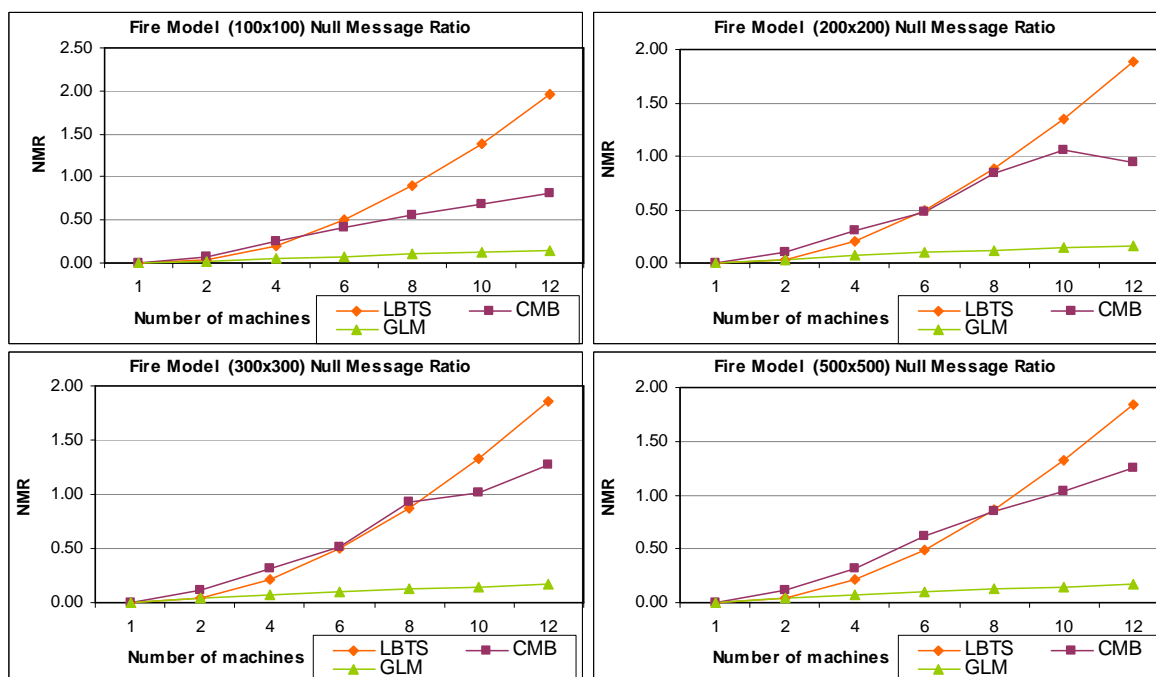 Fire Model (100x100) Null Message Ratio
2.50
2.00
1.50
1.00
0.50
0.00
NMR
1 2 4 6 8 10 12
Number of machines
LBTS CMB
GLM
Fire Model (200x200) Null Message Ratio
2.00
1.50
1.00
0.50
0.00
NMR
1 2 4 6 8 10 12
Number of machines
LBTS CMB
GLM
Fire Model (300x300) Null Message Ratio
2.00
1.50
1.00
0.50
0.00
NMR
1 2 4 6 8 10 12
Number of machines
LBTS CMB
GLM
Fire Model (500x500) Null Message Ratio
2.00
1.50
1.00
0.50
0.00
NMR
1 2 4 6 8 10 12
Number of machines
LBTS CMB
GLM